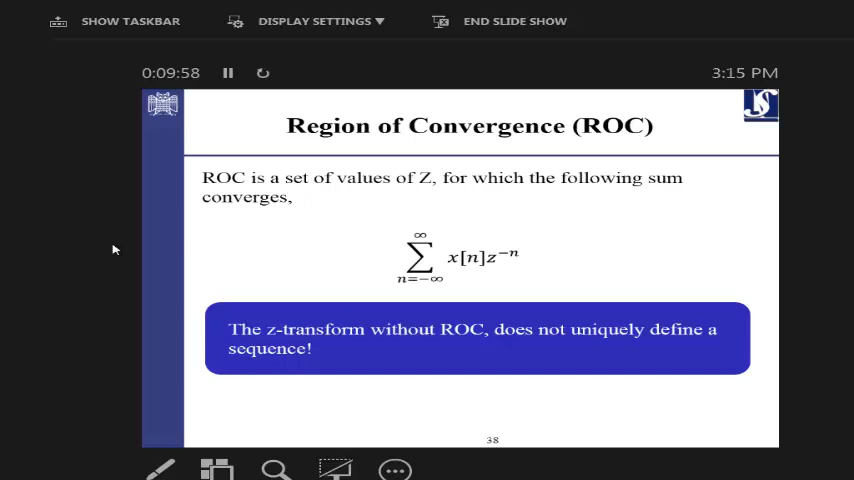 SHOW TASKBAR DISPLAY SETTINGS ▼ END SLIDE SHOW
0:09:58 3:15 PM
Region of Convergence (ROC)
ROC is a set of values of Z, for which the following sum
converges,
∞
∑ x[n]z⁻ⁿ
n=−∞
The z-transform without ROC, does not uniquely define a
sequence!
38